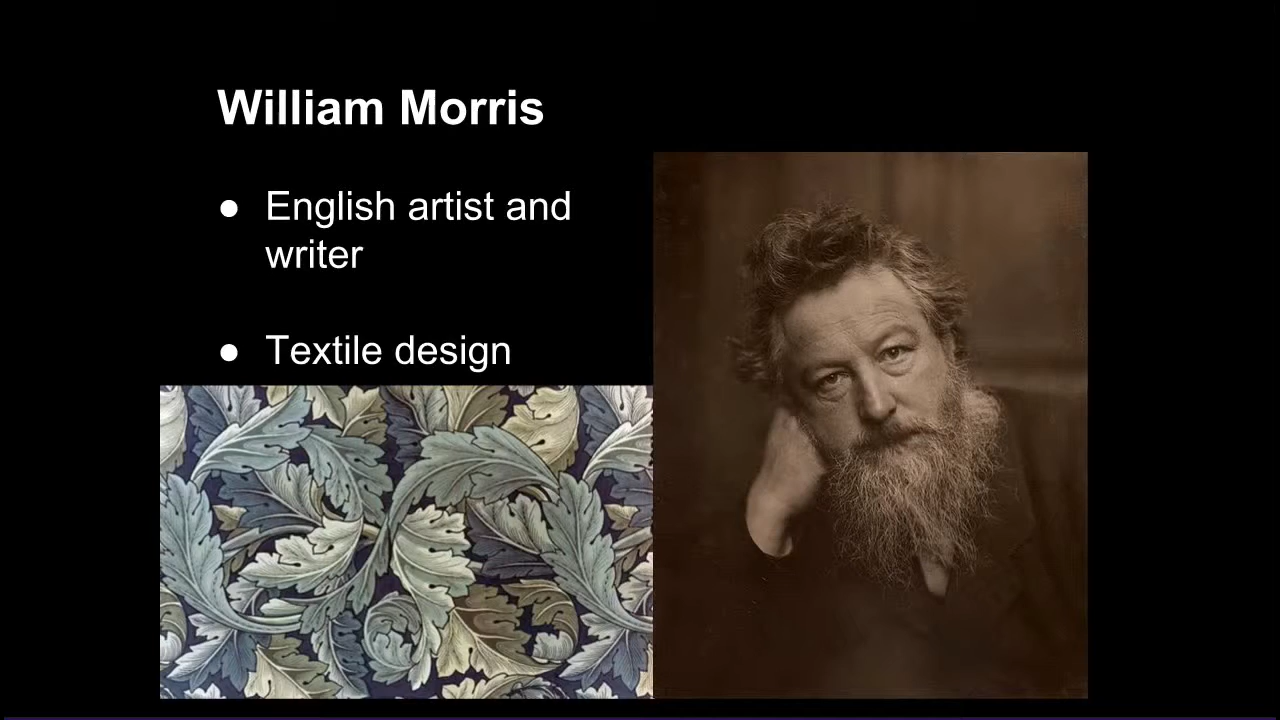 William Morris
● English artist and
writer
● Textile design